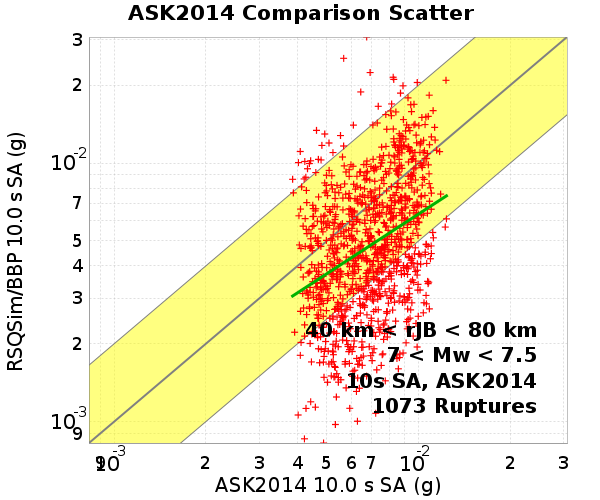 ASK2014 Comparison Scatter
RSQSim/BBP 10.0 s SA (g)
3
2
10-2
7
5
4
3
2
10-3
9
40 km < rJB < 80 km
7 < Mw < 7.5
10s SA, ASK2014
1073 Ruptures
9 10-3 2 3 4 5 6 7 10-2 2 3
ASK2014 10.0 s SA (g)